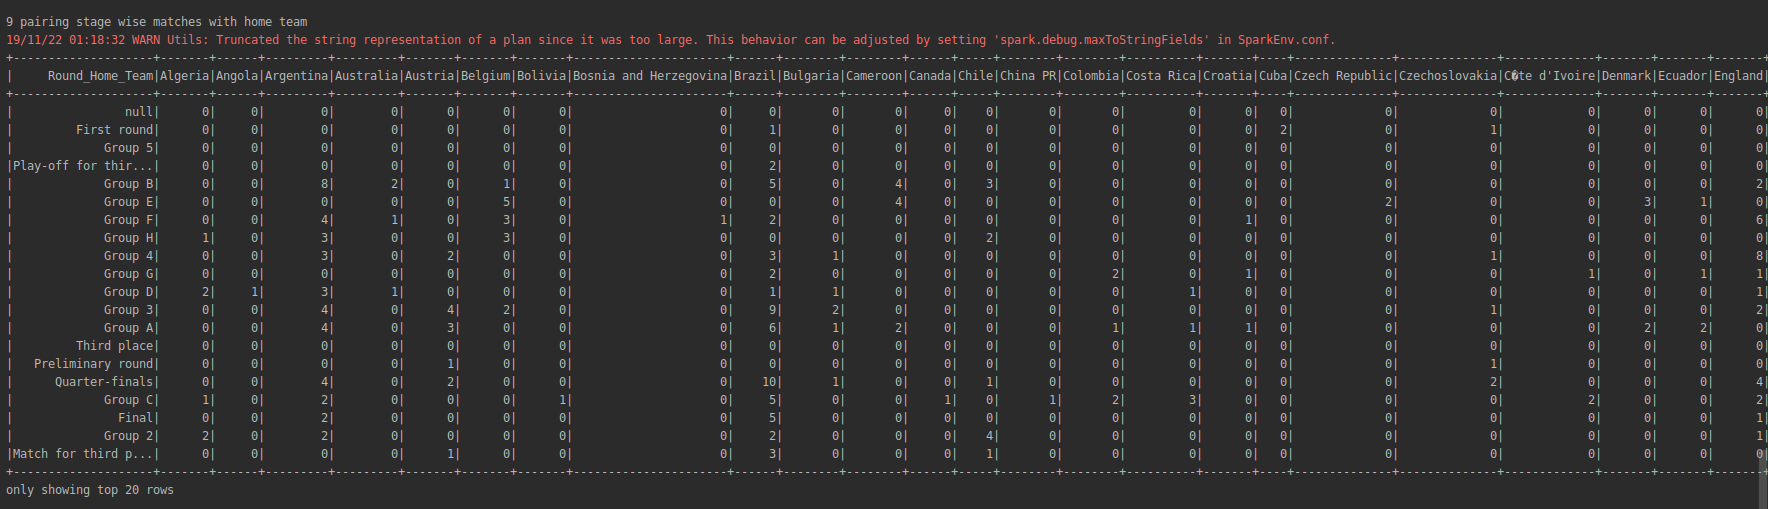 9 pairing stage wise matches with home team
19/11/22 01:18:32 WARN Utils: Truncated the string representation of a plan since it was too large. This behavior can be adjusted by setting 'spark.debug.maxToStringFields' in SparkEnv.conf.
+--------------------+-------+------+---------+---------+-------+-------+-------+----------------------+------+--------+--------+------+-----+--------+--------+----------+-------+----+--------------+--------------+-------------+-------+-------+-------+
| Round_Home_Team|Algeria|Angola|Argentina|Australia|Austria|Belgium|Bolivia|Bosnia and Herzegovina|Brazil|Bulgaria|Cameroon|Canada|Chile|China PR|Colombia|Costa Rica|Croatia|Cuba|Czech Republic|Czechoslovakia|C�te d'Ivoire|Denmark|Ecuador|England|
+--------------------+-------+------+---------+---------+-------+-------+-------+----------------------+------+--------+--------+------+-----+--------+--------+----------+-------+----+--------------+--------------+-------------+-------+-------+-------+
| null| 0| 0| 0| 0| 0| 0| 0| 0| 0| 0| 0| 0| 0| 0| 0| 0| 0| 0| 0| 0| 0| 0| 0| 0|
| First round| 0| 0| 0| 0| 0| 0| 0| 0| 1| 0| 0| 0| 0| 0| 0| 0| 0| 2| 0| 1| 0| 0| 0| 0|
| Group 5| 0| 0| 0| 0| 0| 0| 0| 0| 0| 0| 0| 0| 0| 0| 0| 0| 0| 0| 0| 0| 0| 0| 0| 0|
|Play-off for thir...| 0| 0| 0| 0| 0| 0| 0| 0| 2| 0| 0| 0| 0| 0| 0| 0| 0| 0| 0| 0| 0| 0| 0| 0|
| Group B| 0| 0| 8| 2| 0| 1| 0| 0| 5| 0| 4| 0| 3| 0| 0| 0| 0| 0| 0| 0| 0| 0| 0| 2|
| Group E| 0| 0| 0| 0| 0| 5| 0| 0| 0| 0| 4| 0| 0| 0| 0| 0| 0| 0| 2| 0| 0| 3| 1| 0|
| Group F| 0| 0| 4| 1| 0| 3| 0| 1| 2| 0| 0| 0| 0| 0| 0| 0| 1| 0| 0| 0| 0| 0| 0| 6|
| Group H| 1| 0| 3| 0| 0| 3| 0| 0| 0| 0| 0| 0| 2| 0| 0| 0| 0| 0| 0| 0| 0| 0| 0| 0|
| Group 4| 0| 0| 3| 0| 2| 0| 0| 0| 3| 1| 0| 0| 0| 0| 0| 0| 0| 0| 0| 1| 0| 0| 0| 8|
| Group G| 0| 0| 0| 0| 0| 0| 0| 0| 2| 0| 0| 0| 0| 0| 2| 0| 1| 0| 0| 0| 1| 0| 1| 1|
| Group D| 2| 1| 3| 1| 0| 0| 0| 0| 1| 1| 0| 0| 0| 0| 0| 1| 0| 0| 0| 0| 0| 0| 0| 1|
| Group 3| 0| 0| 4| 0| 4| 2| 0| 0| 9| 2| 0| 0| 0| 0| 0| 0| 0| 0| 0| 1| 0| 0| 0| 2|
| Group A| 0| 0| 4| 0| 3| 0| 0| 0| 6| 1| 2| 0| 0| 0| 1| 1| 1| 0| 0| 0| 0| 2| 2| 0|
| Third place| 0| 0| 0| 0| 0| 0| 0| 0| 0| 0| 0| 0| 0| 0| 0| 0| 0| 0| 0| 0| 0| 0| 0| 0|
| Preliminary round| 0| 0| 0| 0| 1| 0| 0| 0| 0| 0| 0| 0| 0| 0| 0| 0| 0| 0| 0| 1| 0| 0| 0| 0|
| Quarter-finals| 0| 0| 4| 0| 2| 0| 0| 0| 10| 1| 0| 0| 1| 0| 0| 0| 0| 0| 0| 2| 0| 0| 0| 4|
| Group C| 1| 0| 2| 0| 0| 0| 1| 0| 5| 0| 0| 1| 0| 1| 2| 3| 0| 0| 0| 0| 2| 0| 0| 2|
| Final| 0| 0| 2| 0| 0| 0| 0| 0| 5| 0| 0| 0| 0| 0| 0| 0| 0| 0| 0| 0| 0| 0| 0| 1|
| Group 2| 2| 0| 2| 0| 0| 0| 0| 0| 2| 0| 0| 0| 4| 0| 0| 0| 0| 0| 0| 0| 0| 0| 0| 1|
|Match for third p...| 0| 0| 0| 0| 1| 0| 0| 0| 3| 0| 0| 0| 1| 0| 0| 0| 0| 0| 0| 0| 0| 0| 0| 0|
+--------------------+-------+------+---------+---------+-------+-------+-------+----------------------+------+--------+--------+------+-----+--------+--------+----------+-------+----+--------------+--------------+-------------+-------+-------+-------+
only showing top 20 rows